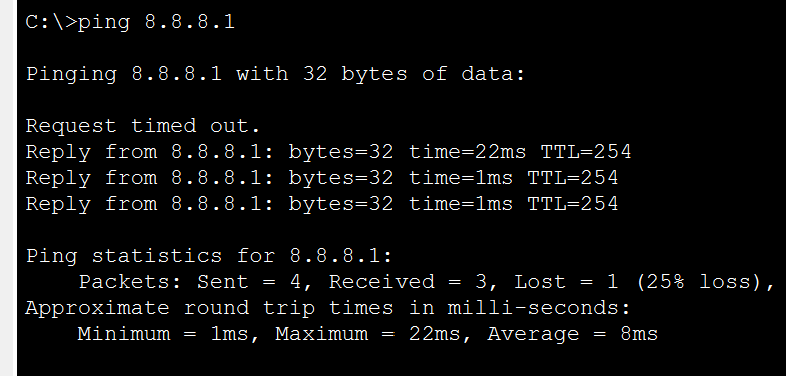 C:\>ping 8.8.8.1
Pinging 8.8.8.1 with 32 bytes of data:
Request timed out.
Reply from 8.8.8.1: bytes=32 time=22ms TTL=254
Reply from 8.8.8.1: bytes=32 time=1ms TTL=254
Reply from 8.8.8.1: bytes=32 time=1ms TTL=254
Ping statistics for 8.8.8.1:
Packets: Sent = 4, Received = 3, Lost = 1 (25% loss),
Approximate round trip times in milli-seconds:
Minimum = 1ms, Maximum = 22ms, Average = 8ms